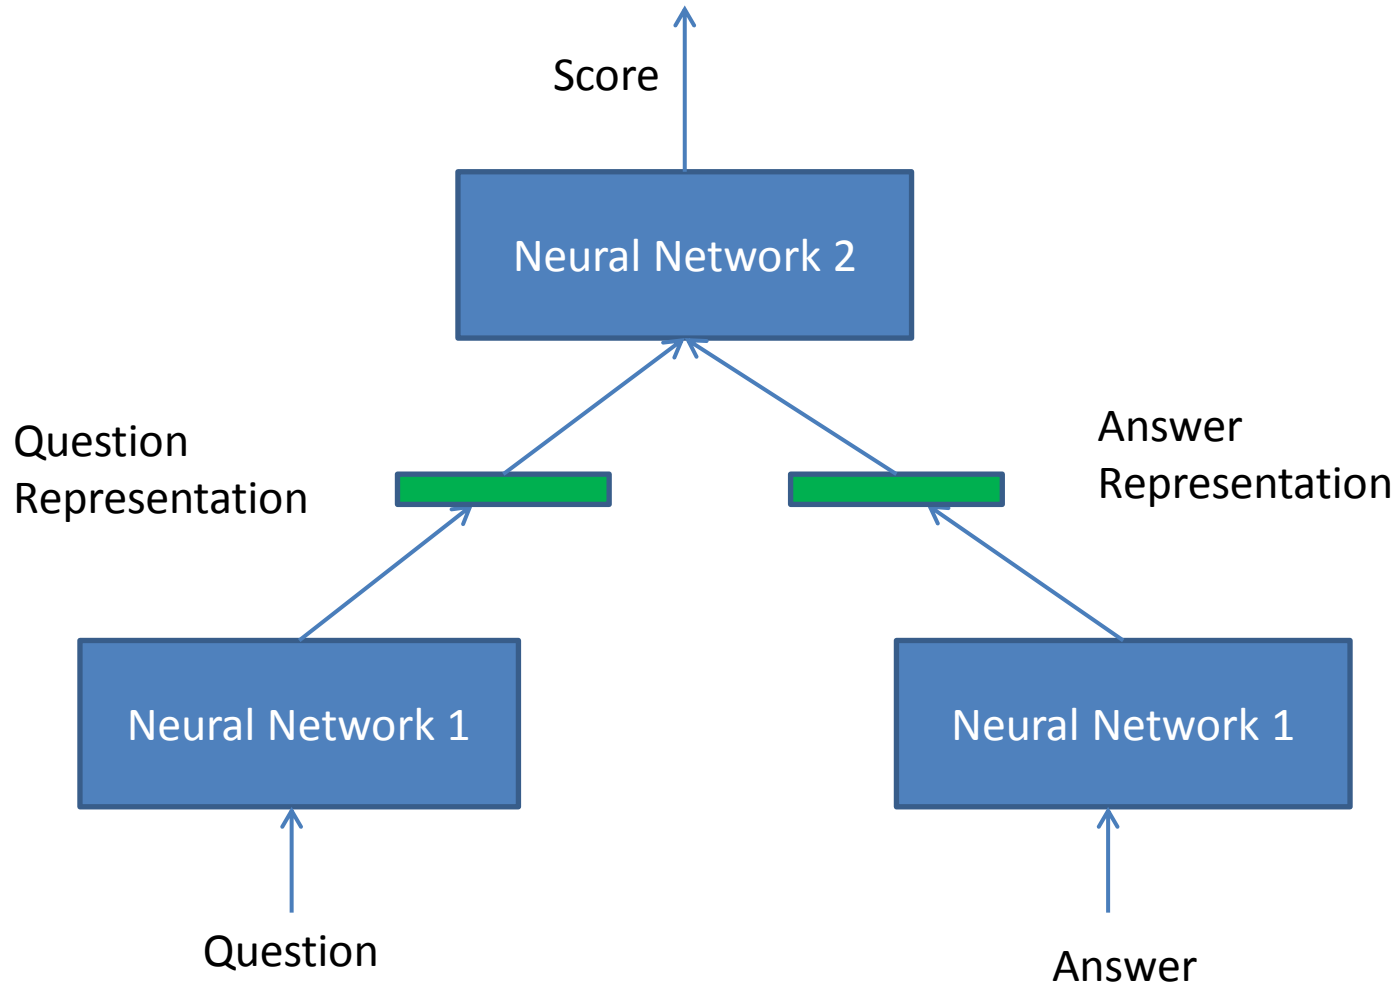 Score
Neural Network 2
Question
Representation
Answer
Representation
Neural Network 1
Neural Network 1
Question
Answer